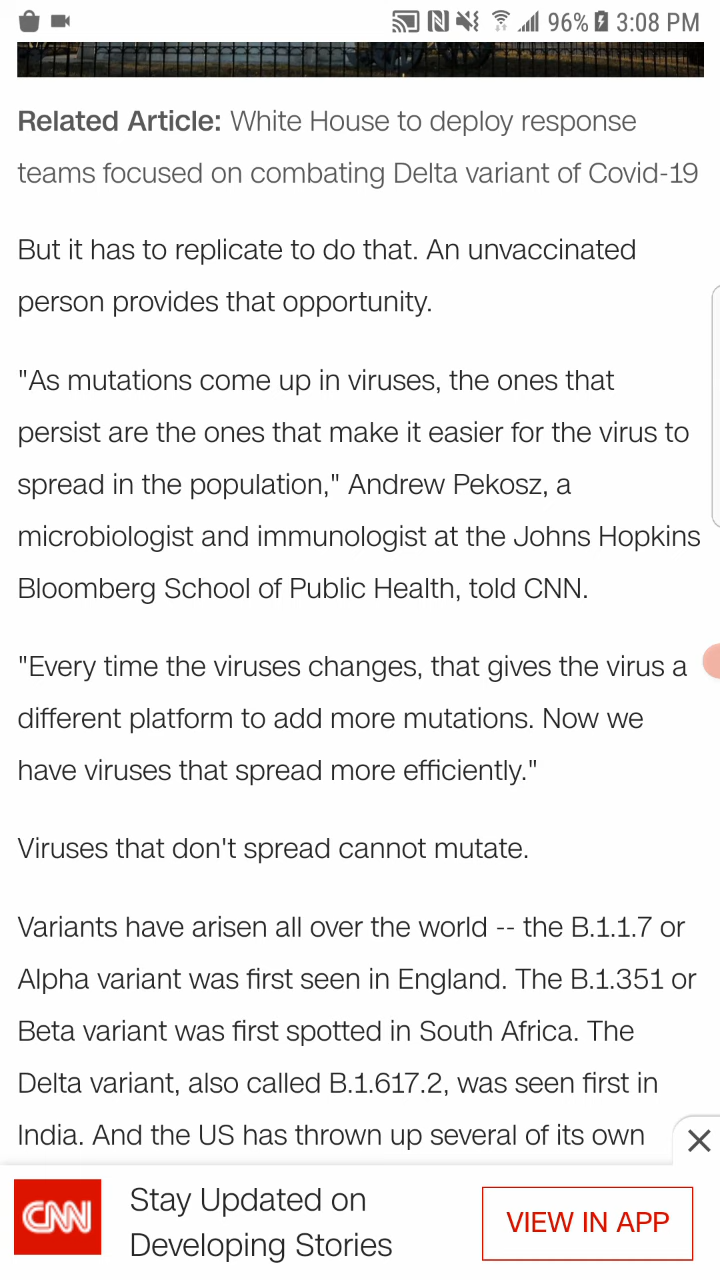 96% 3:08 PM
Related Article: White House to deploy response
teams focused on combating Delta variant of Covid-19
But it has to replicate to do that. An unvaccinated
person provides that opportunity.
"As mutations come up in viruses, the ones that
persist are the ones that make it easier for the virus to
spread in the population," Andrew Pekosz, a
microbiologist and immunologist at the Johns Hopkins
Bloomberg School of Public Health, told CNN.
"Every time the viruses changes, that gives the virus a
different platform to add more mutations. Now we
have viruses that spread more efficiently."
Viruses that don't spread cannot mutate.
Variants have arisen all over the world -- the B.1.1.7 or
Alpha variant was first seen in England. The B.1.351 or
Beta variant was first spotted in South Africa. The
Delta variant, also called B.1.617.2, was seen first in
India. And the US has thrown up several of its own
CNN
Stay Updated on
Developing Stories
VIEW IN APP